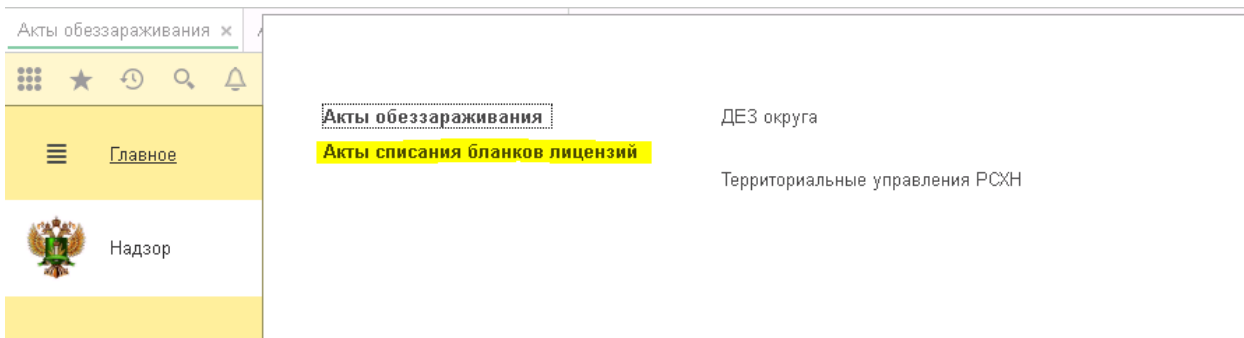 Акты обеззараживания ×
Главное
Надзор
Акты обеззараживания
Акты списания бланков лицензий
ДЕЗ округа
Территориальные управления РСХН